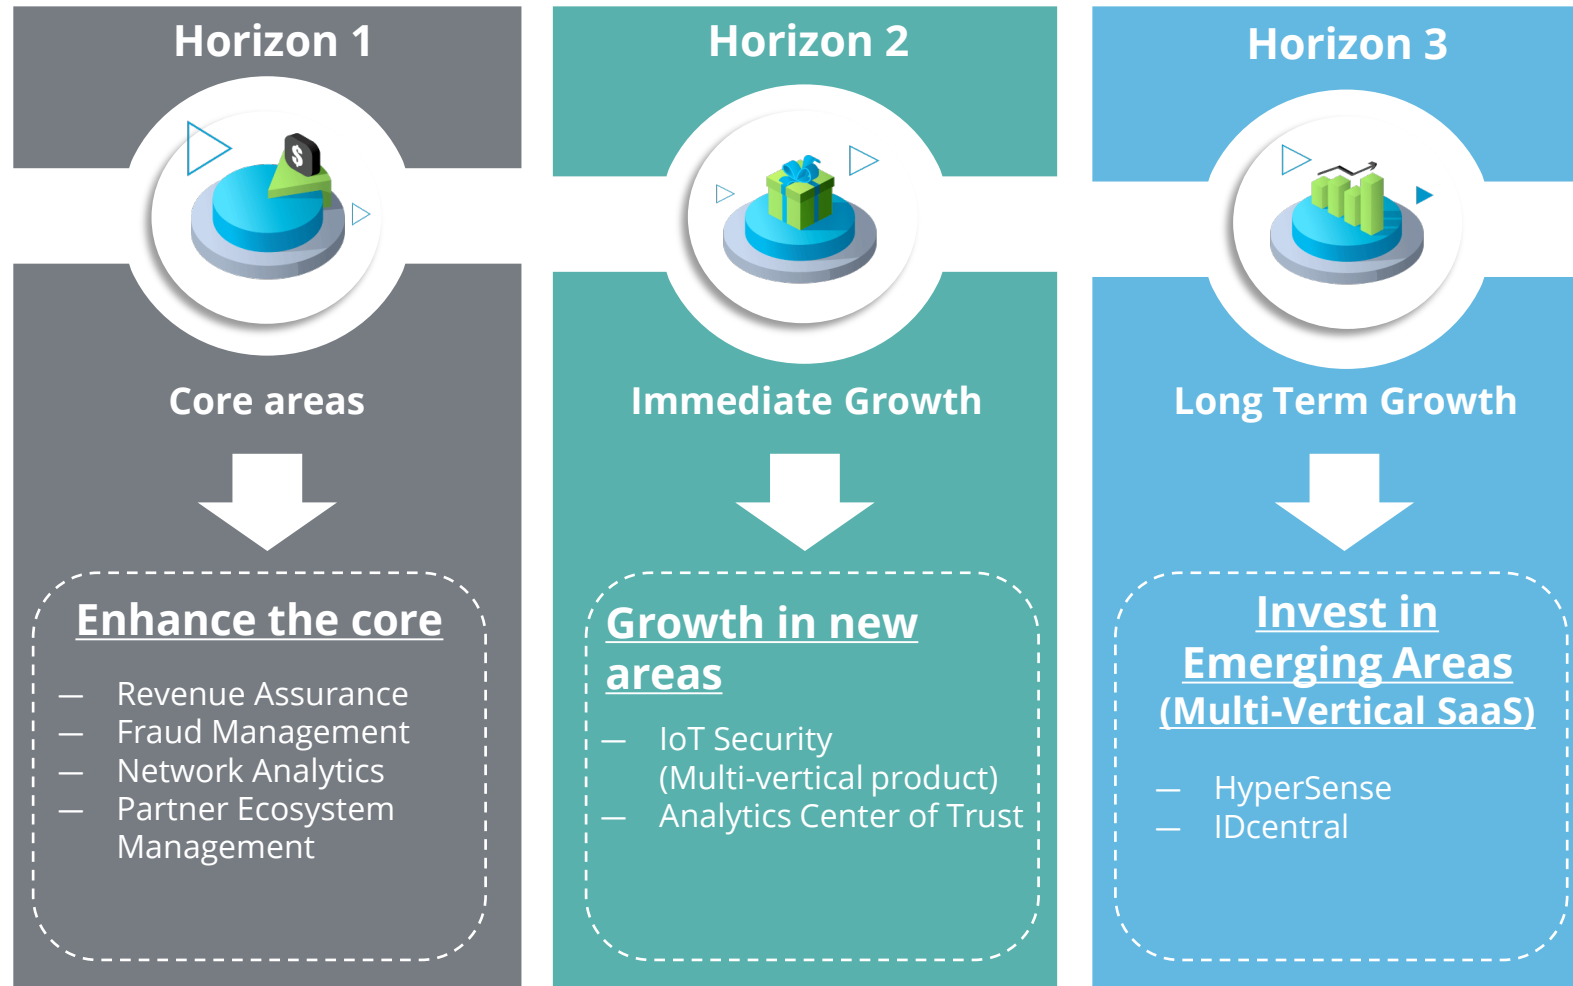 Horizon 1
$
Core areas
Enhance the core
— Revenue Assurance
— Fraud Management
— Network Analytics
— Partner Ecosystem
Management
Horizon 2
Immediate Growth
Growth in new
areas
— IoT Security
(Multi-vertical product)
— Analytics Center of Trust
Horizon 3
Long Term Growth
Invest in
Emerging Areas
(Multi-Vertical SaaS)
— HyperSense
— IDcentral